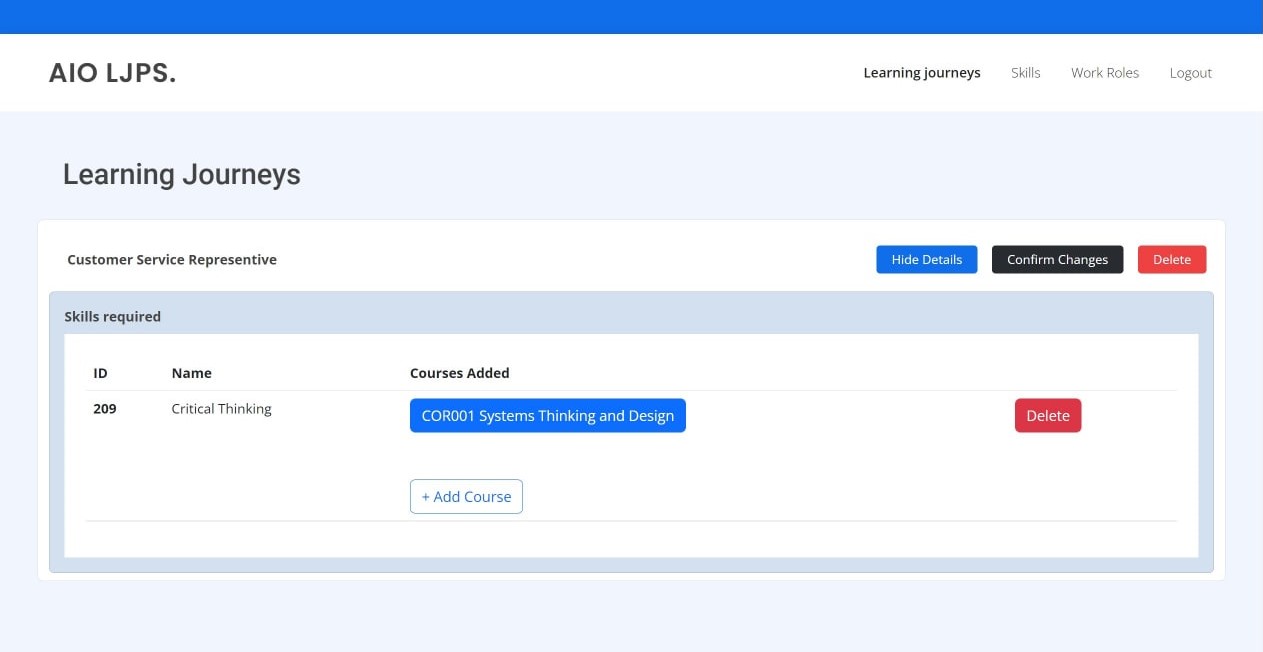 AIO LJPS.
Learning journeys Skills Work Roles Logout
Learning Journeys
Customer Service Representive Hide Details Confirm Changes Delete
Skills required
ID Name Courses Added
209 Critical Thinking COR001 Systems Thinking and Design Delete
+ Add Course